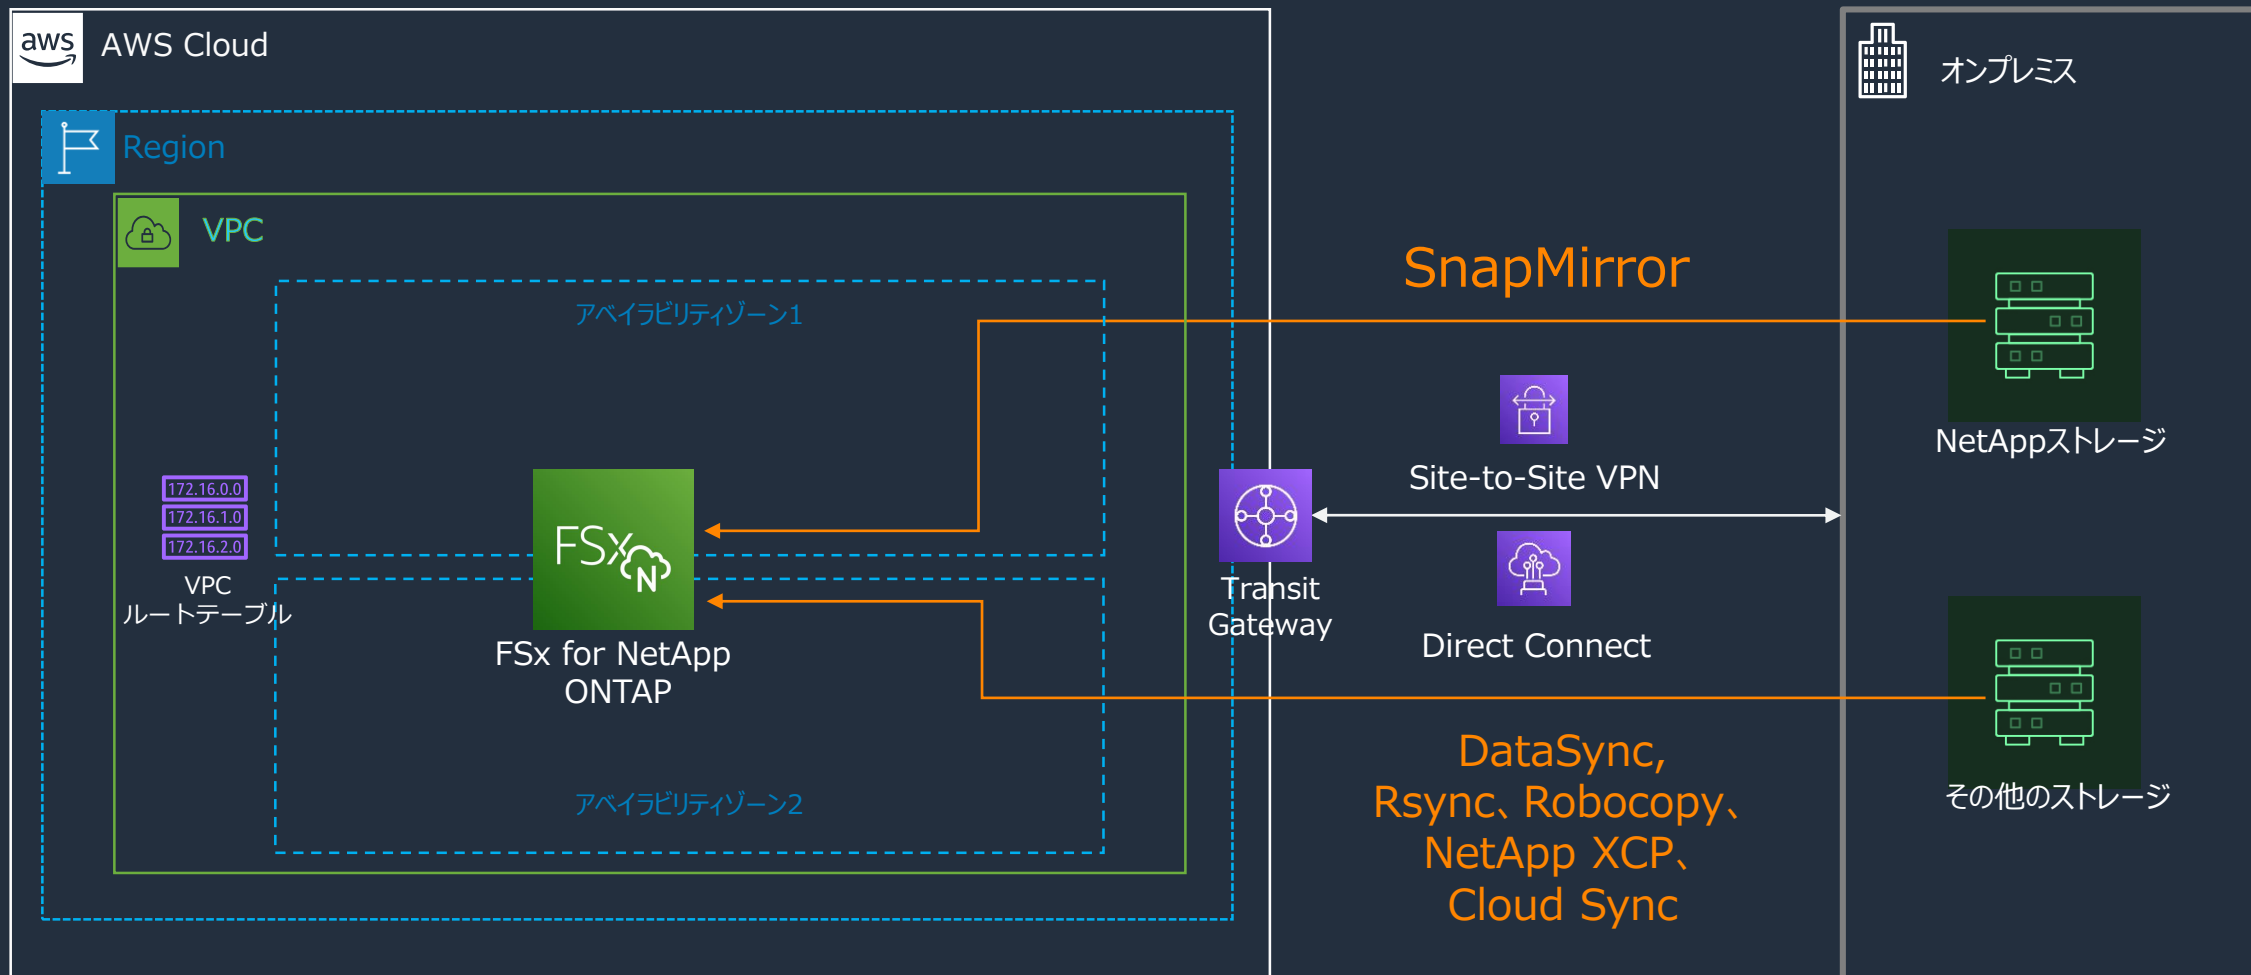 aws
AWS Cloud
オンプレミス
Region
VPC
SnapMirror
アベイラビリティゾーン1
NetAppストレージ
Site-to-Site VPN
172.16.0.0
172.16.1.0
172.16.2.0
VPC
ルートテーブル
FSx
N
FSx for NetApp
ONTAP
Transit
Gateway
Direct Connect
DataSync,
Rsync、Robocopy、
NetApp XCP、
Cloud Sync
その他のストレージ
アベイラビリティゾーン2